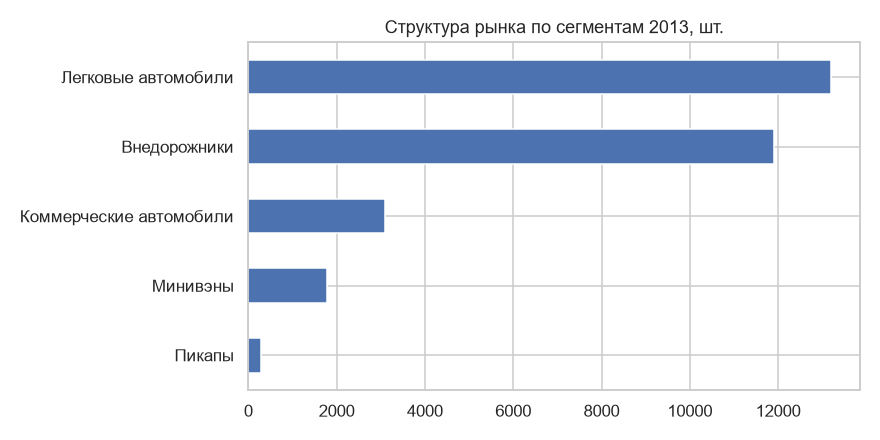 Структура рынка по сегментам 2013, шт.
Легковые автомобили
Внедорожники
Коммерческие автомобили
Минивэны
Пикапы
0 2000 4000 6000 8000 10000 12000